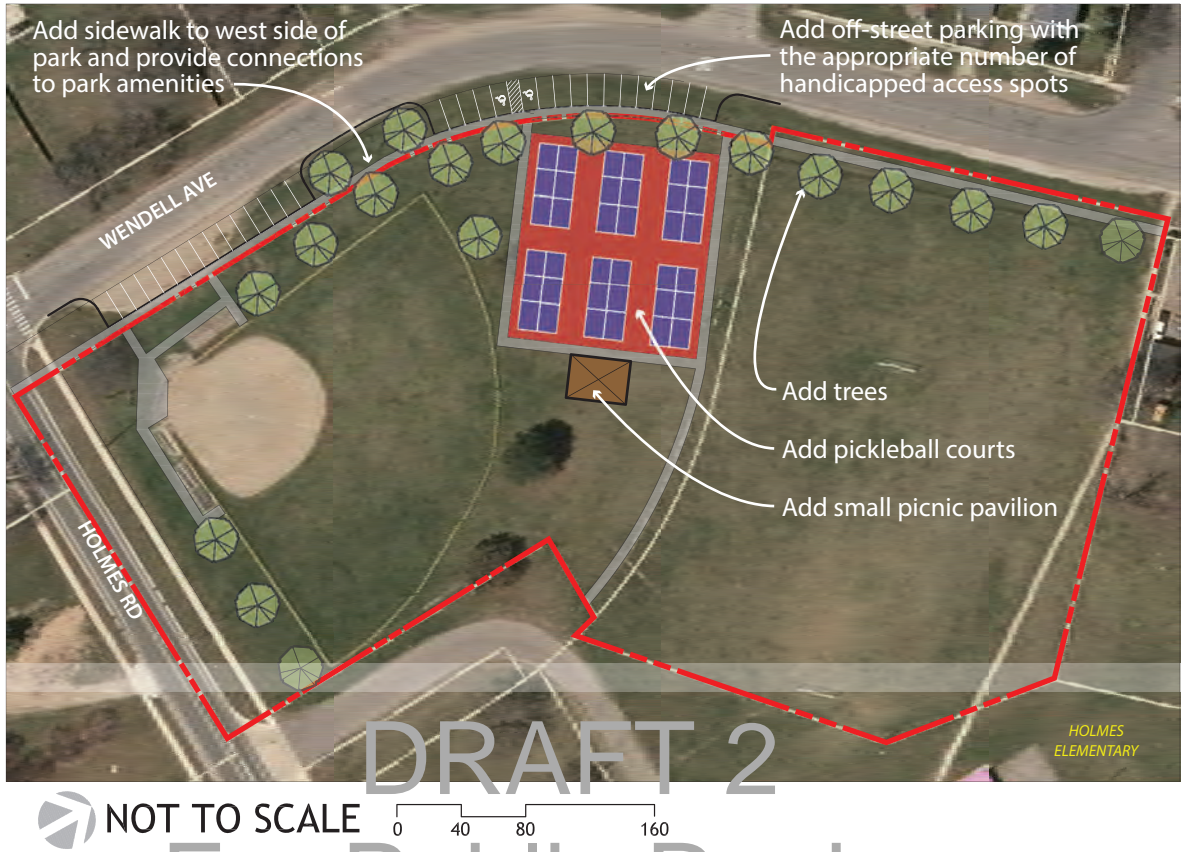 Add sidewalk to west side of
park and provide connections
to park amenities
Add off-street parking with
the appropriate number of
handicapped access spots
WENDELL AVE
Add trees
Add pickleball courts
Add small picnic pavilion
HOLMES RD
HOLMES
ELEMENTARY
DRAFT 2
NOT TO SCALE
0 40 80 160